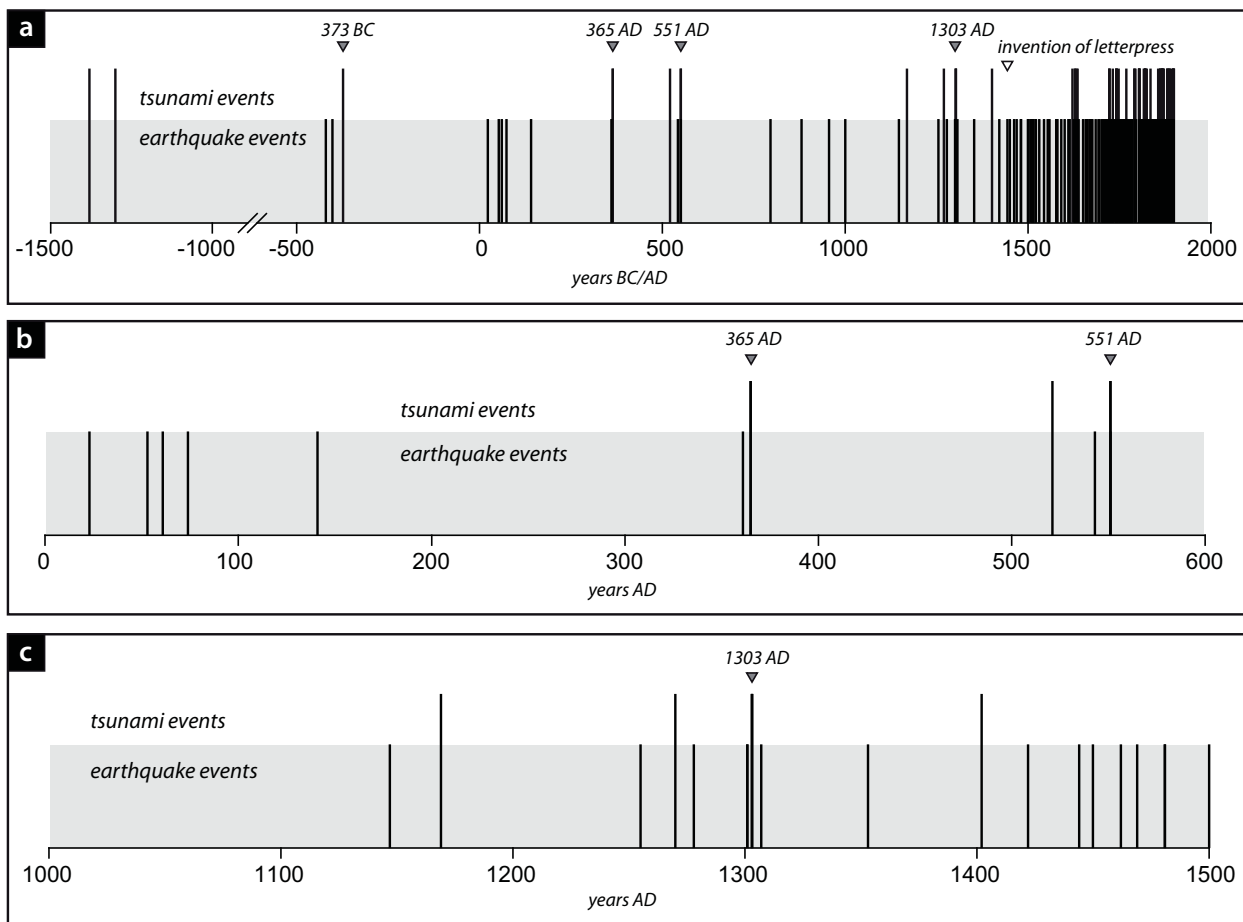 a
373 BC
365 AD
551 AD
1303 AD
invention of letterpress
tsunami events
earthquake events
-1500 -1000 -500 0 500 1000 1500 2000
years BC/AD
b
365 AD
551 AD
tsunami events
earthquake events
0 100 200 300 400 500 600
years AD
c
1303 AD
tsunami events
earthquake events
1000 1100 1200 1300 1400 1500
years AD